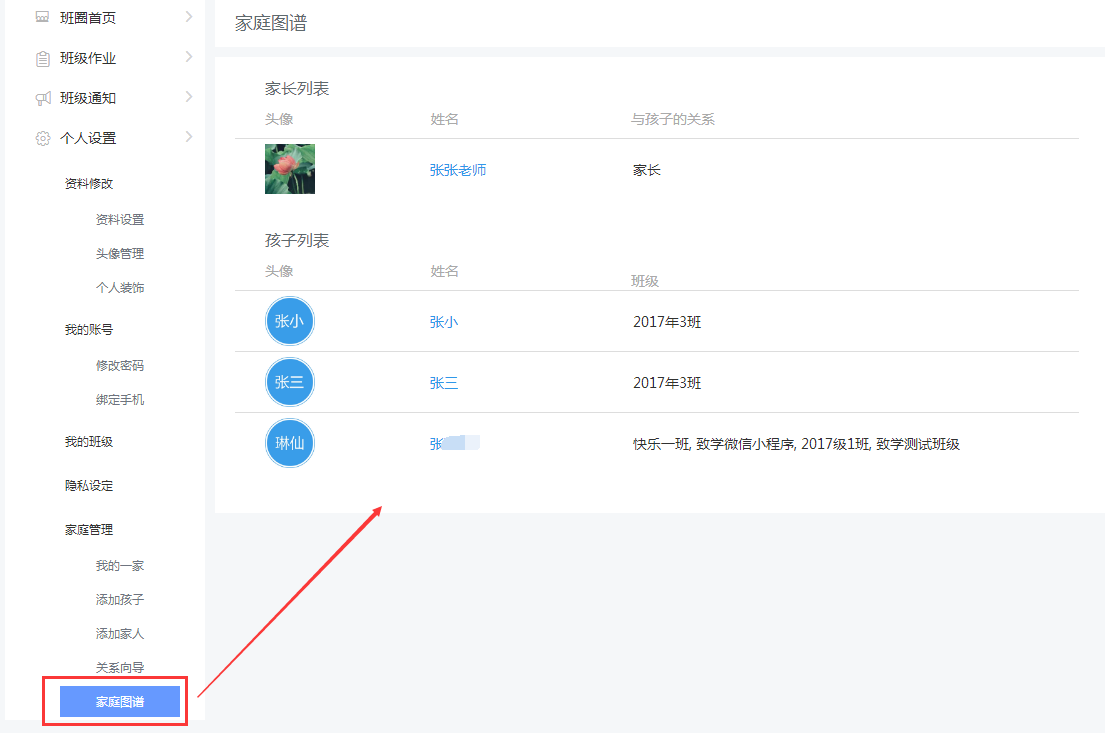 班圈首页
班级作业
班级通知
个人设置
资料修改
资料设置
头像管理
个人装饰
我的账号
修改密码
绑定手机
我的班级
隐私设定
家庭管理
我的一家
添加孩子
添加家人
关系向导
家庭图谱
家庭图谱
家长列表
头像 姓名 与孩子的关系
张张老师 家长
孩子列表
头像 姓名 班级
张小 张小 2017年3班
张三 张三 2017年3班
琳仙 张 快乐一班, 致学微信小程序, 2017级1班, 致学测试班级